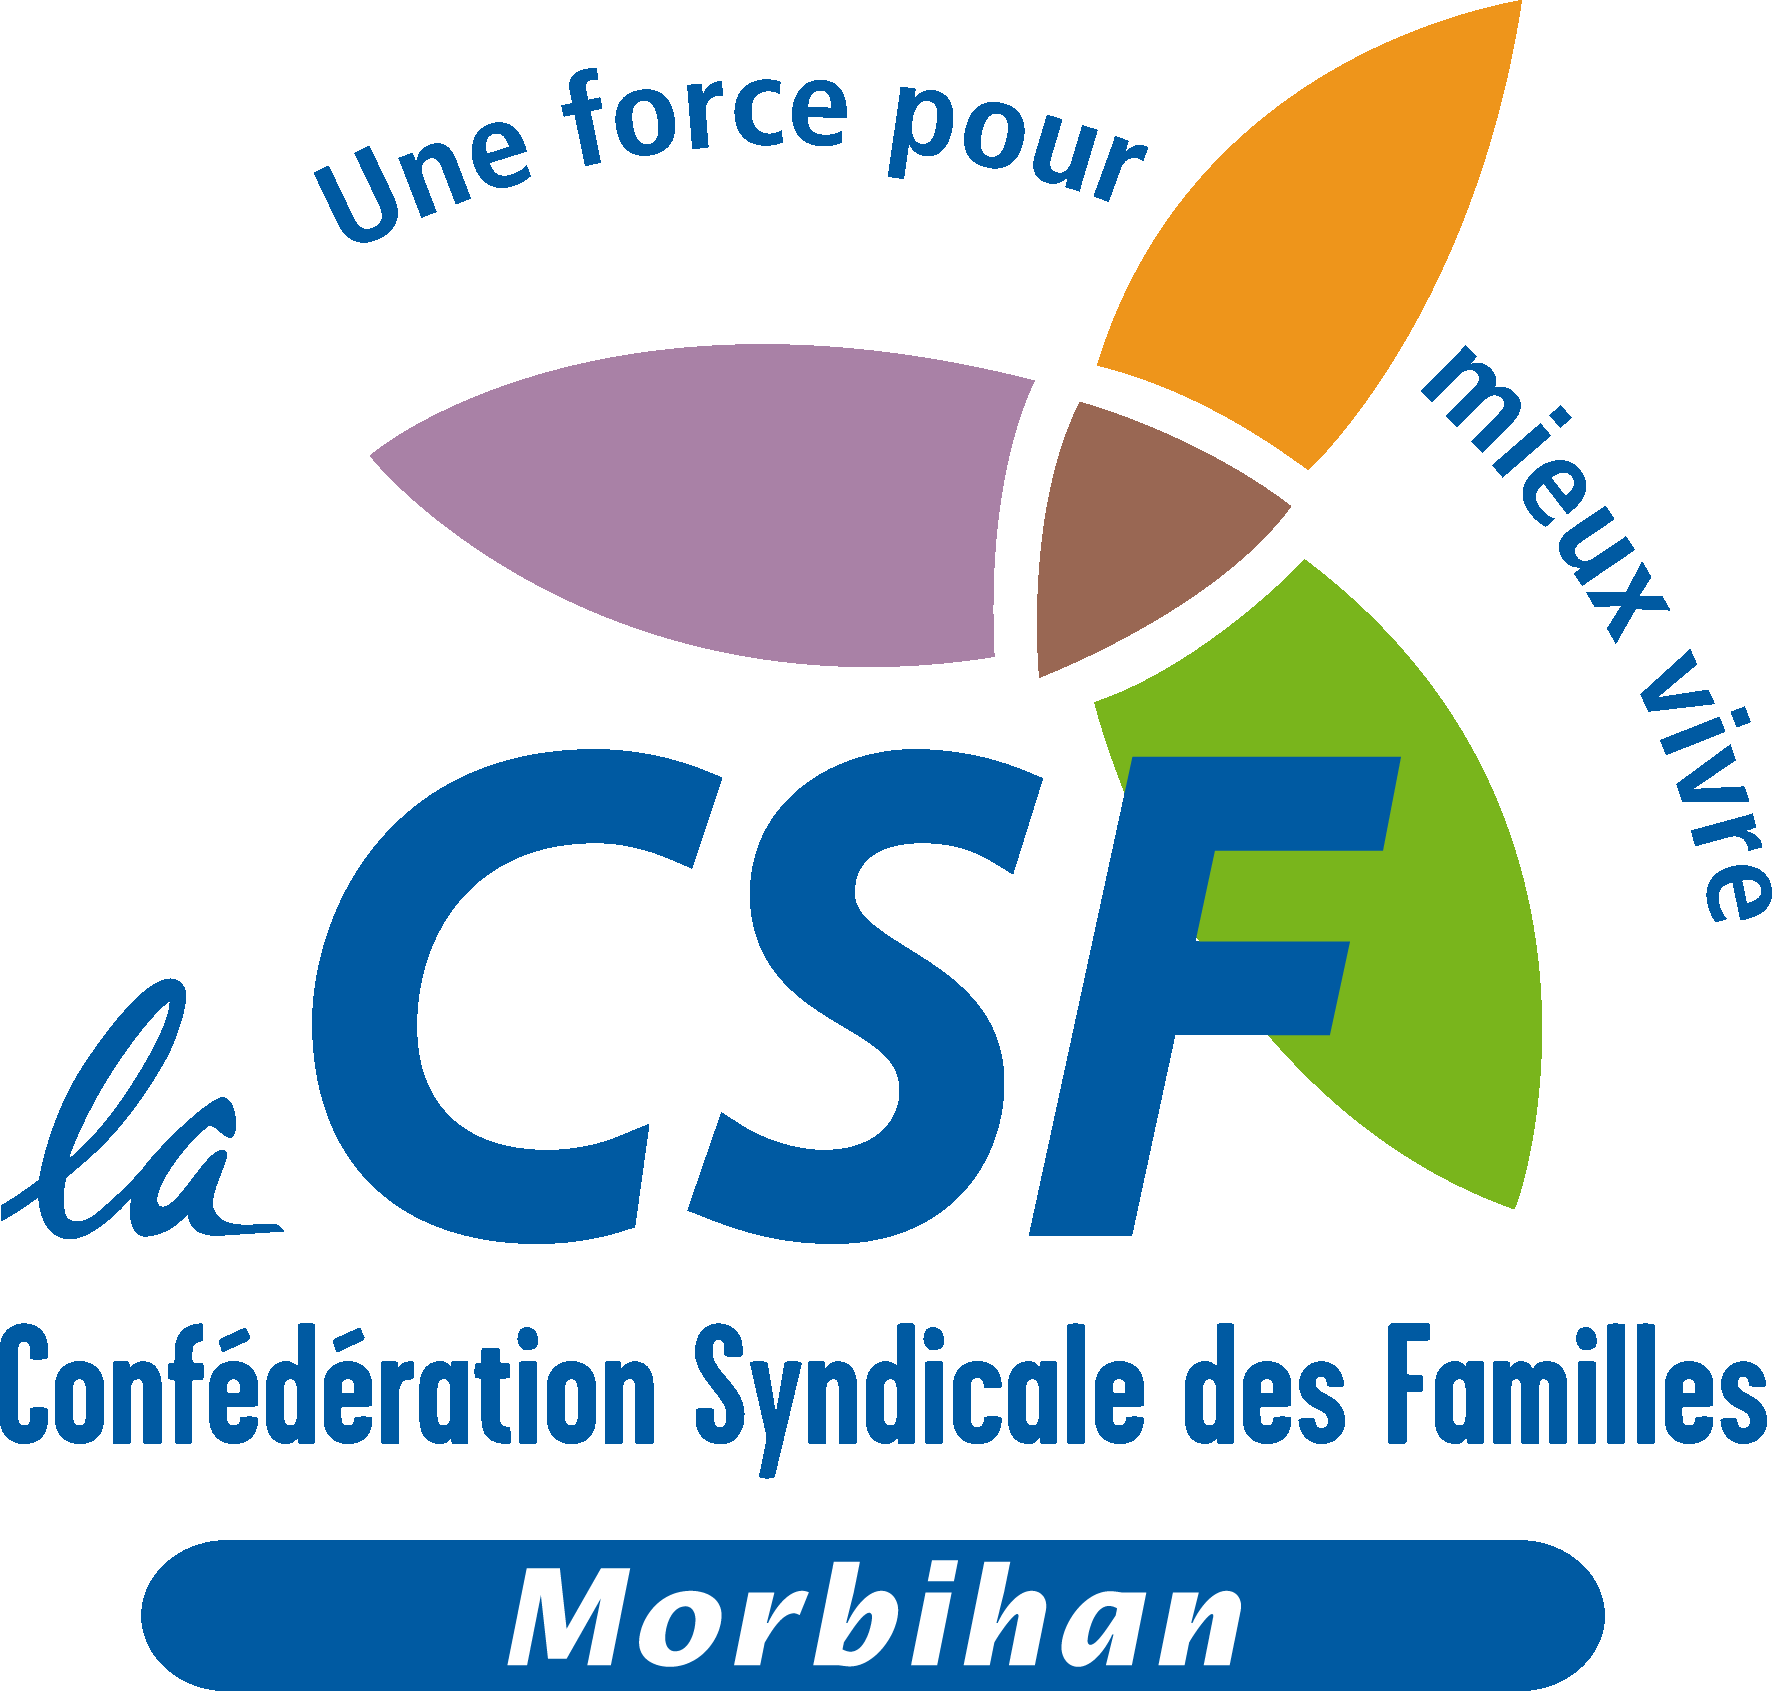 Une force pour mieux vivre
la CSF
Confédération Syndicale des Familles
Morbihan